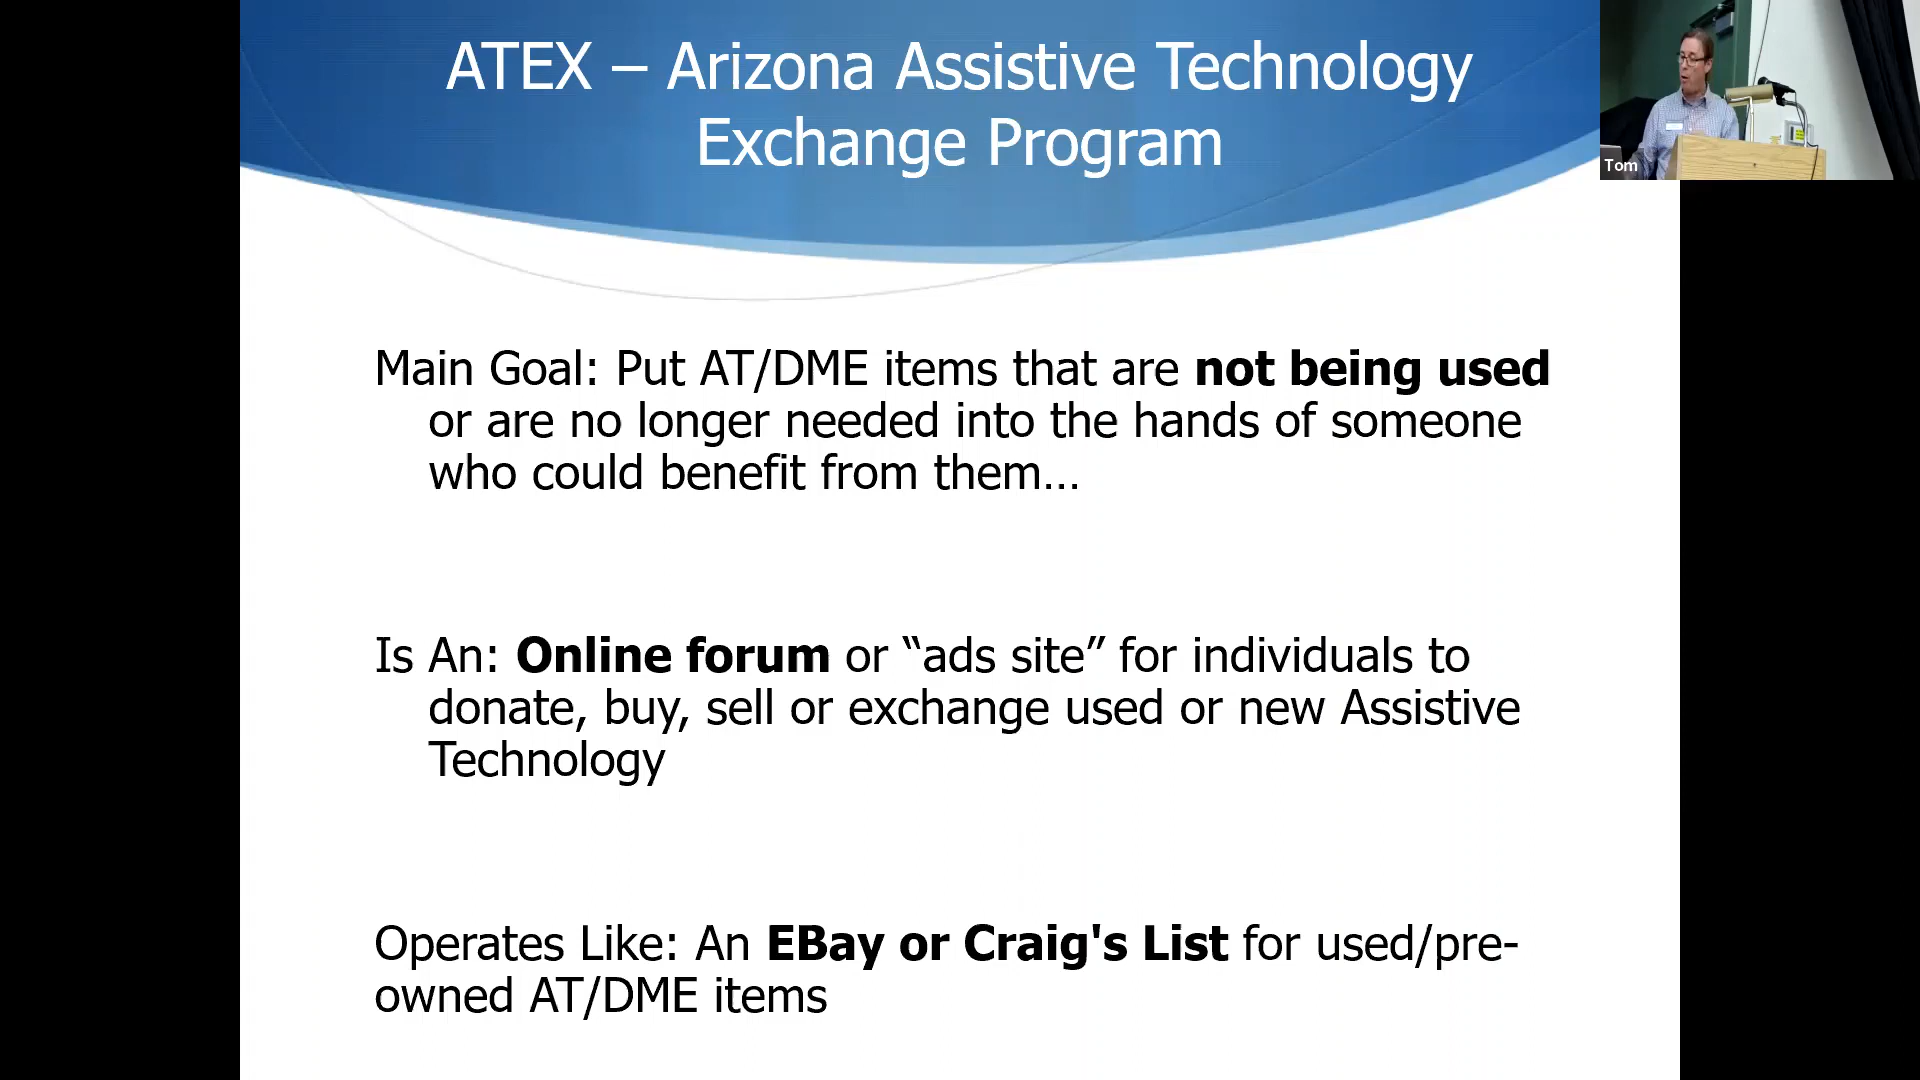 ATEX – Arizona Assistive Technology
Exchange Program
Tom
Main Goal: Put AT/DME items that are not being used
or are no longer needed into the hands of someone
who could benefit from them…
Is An: Online forum or “ads site” for individuals to
donate, buy, sell or exchange used or new Assistive
Technology
Operates Like: An EBay or Craig's List for used/pre-
owned AT/DME items